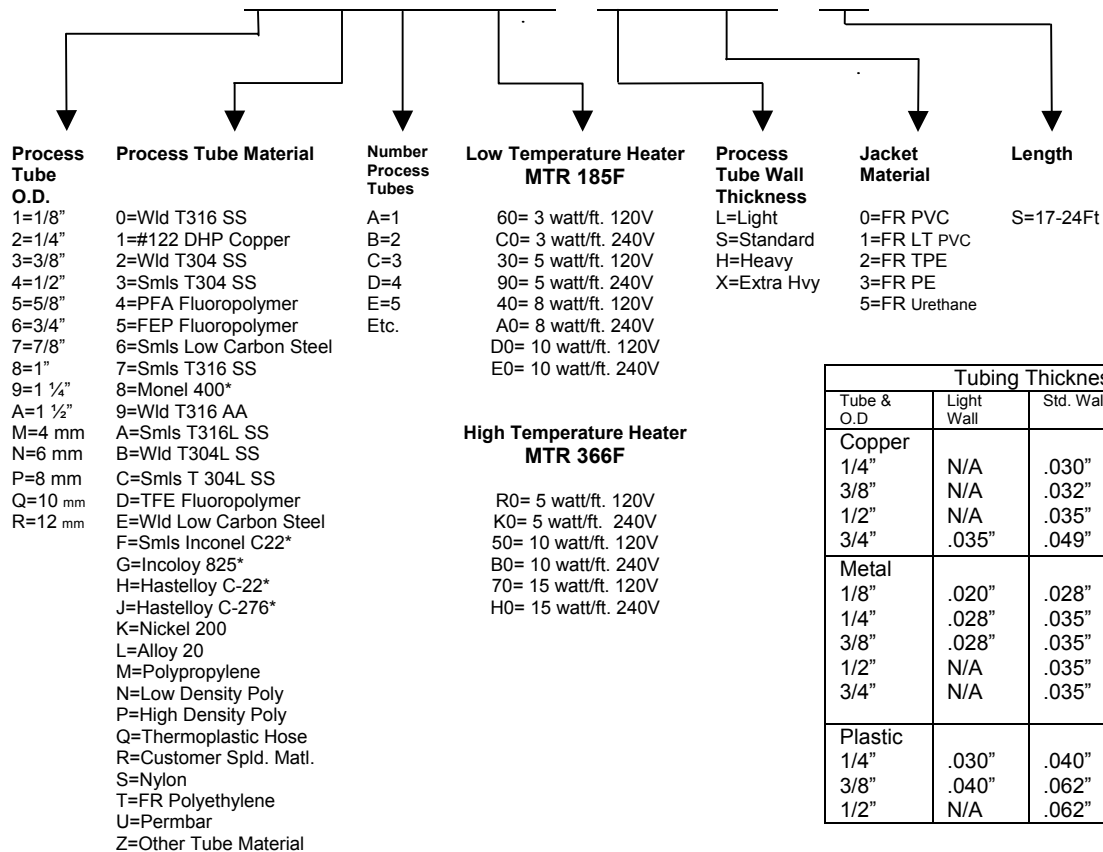 Process
Tube
O.D.
1=1/8"
2=1/4"
3=3/8"
4=1/2"
5=5/8"
6=3/4"
7=7/8"
8=1"
9=1 ¼"
A=1 ½"
M=4 mm
N=6 mm
P=8 mm
Q=10 mm
R=12 mm
Process Tube Material
0=Wld T316 SS
1=#122 DHP Copper
2=Wld T304 SS
3=Smls T304 SS
4=PFA Fluoropolymer
5=FEP Fluoropolymer
6=Smls Low Carbon Steel
7=Smls T316 SS
8=Monel 400*
9=Wld T316 AA
A=Smls T316L SS
B=Wld T304L SS
C=Smls T 304L SS
D=TFE Fluoropolymer
E=Wld Low Carbon Steel
F=Smls Inconel C22*
G=Incoloy 825*
H=Hastelloy C-22*
J=Hastelloy C-276*
K=Nickel 200
L=Alloy 20
M=Polypropylene
N=Low Density Poly
P=High Density Poly
Q=Thermoplastic Hose
R=Customer Spld. Matl.
S=Nylon
T=FR Polyethylene
U=Permbar
Z=Other Tube Material
Number
Process
Tubes
A=1
B=2
C=3
D=4
E=5
Etc.
Low Temperature Heater
MTR 185F
60= 3 watt/ft. 120V
C0= 3 watt/ft. 240V
30= 5 watt/ft. 120V
90= 5 watt/ft. 240V
40= 8 watt/ft. 120V
A0= 8 watt/ft. 240V
D0= 10 watt/ft. 120V
E0= 10 watt/ft. 240V
High Temperature Heater
MTR 366F
R0= 5 watt/ft. 120V
K0= 5 watt/ft. 240V
50= 10 watt/ft. 120V
B0= 10 watt/ft. 240V
70= 15 watt/ft. 120V
H0= 15 watt/ft. 240V
Process
Tube Wall
Thickness
L=Light
S=Standard
H=Heavy
X=Extra Hvy
Jacket
Material
0=FR PVC
1=FR LT PVC
2=FR TPE
3=FR PE
5=FR Urethane
Length
S=17-24Ft
Tubing Thicknes
Tube & O.D Light Wall Std. Wal
Copper
1/4" N/A .030"
3/8" N/A .032"
1/2" N/A .035"
3/4" .035" .049"
Metal
1/8" .020" .028"
1/4" .028" .035"
3/8" .028" .035"
1/2" N/A .035"
3/4" N/A .035"
Plastic
1/4" .030" .040"
3/8" .040" .062"
1/2" N/A .062"